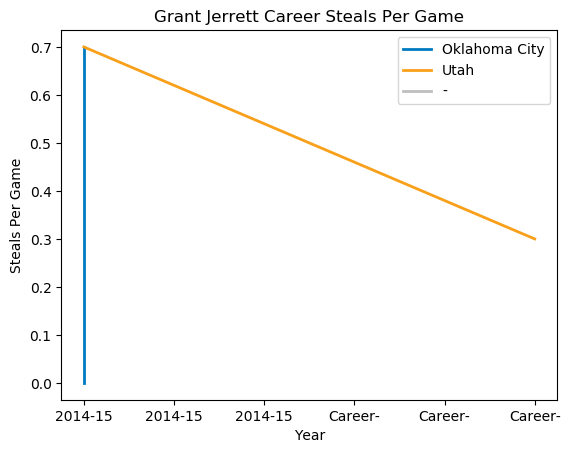 Grant Jerrett Career Steals Per Game
Oklahoma City
Utah
-
0.7
0.6
0.5
0.4
0.3
0.2
0.1
0.0
Steals Per Game
2014-15 2014-15 2014-15 Career- Career- Career-
Year